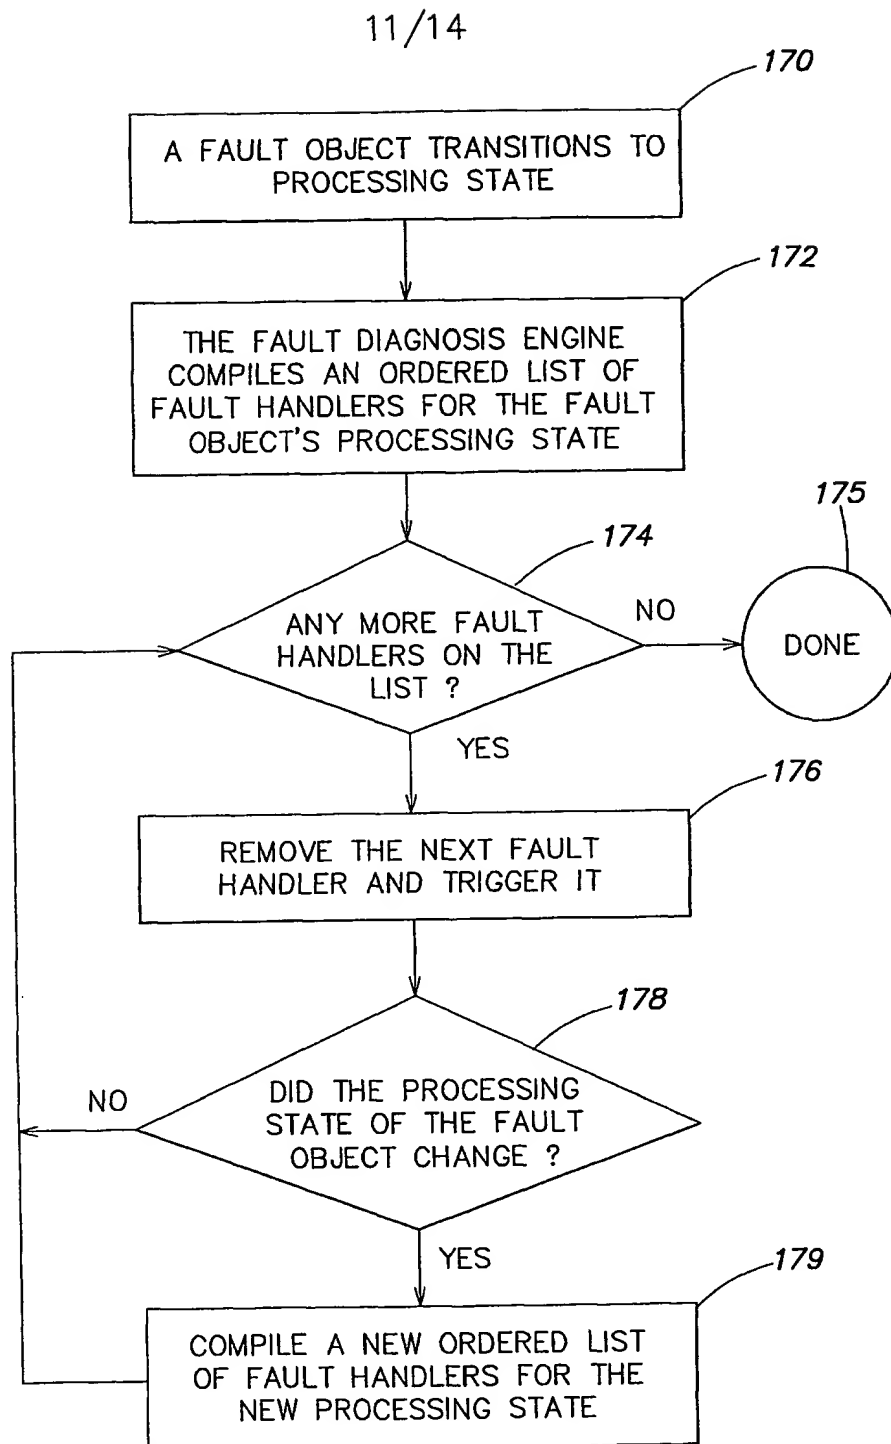 11/14
170
A FAULT OBJECT TRANSITIONS TO
PROCESSING STATE
172
THE FAULT DIAGNOSIS ENGINE
COMPILES AN ORDERED LIST OF
FAULT HANDLERS FOR THE FAULT
OBJECT'S PROCESSING STATE
174
175
ANY MORE FAULT
HANDLERS ON THE
LIST ?
NO
DONE
YES
176
REMOVE THE NEXT FAULT
HANDLER AND TRIGGER IT
178
DID THE PROCESSING
STATE OF THE FAULT
OBJECT CHANGE ?
NO
YES
179
COMPILE A NEW ORDERED LIST
OF FAULT HANDLERS FOR THE
NEW PROCESSING STATE